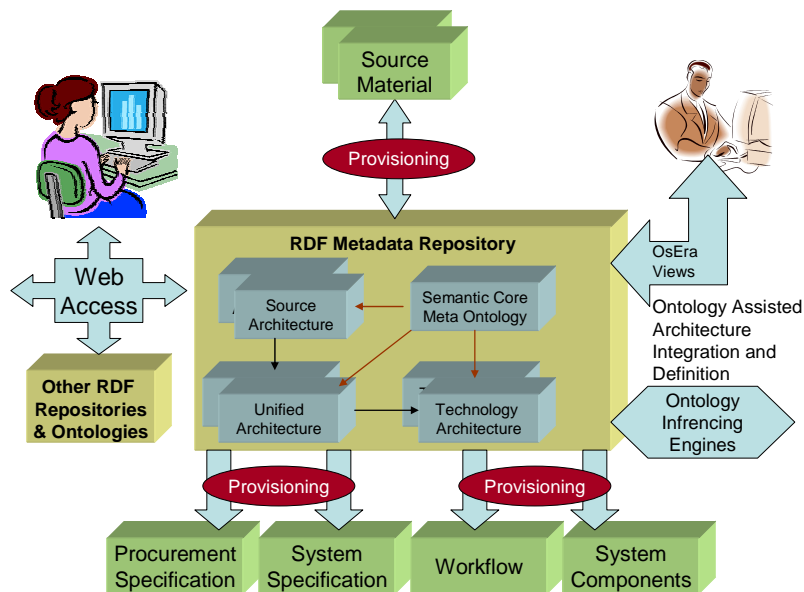 Source
Material
Provisioning
RDF Metadata Repository
OsEra
Views
Web
Access
Source
Architecture
Semantic Core
Meta Ontology
Ontology Assisted
Architecture
Integration and
Definition
Other RDF
Repositories
& Ontologies
Unified
Architecture
Technology
Architecture
Ontology
Infrencing
Engines
Provisioning
Provisioning
Procurement
Specification
System
Specification
Workflow
System
Components